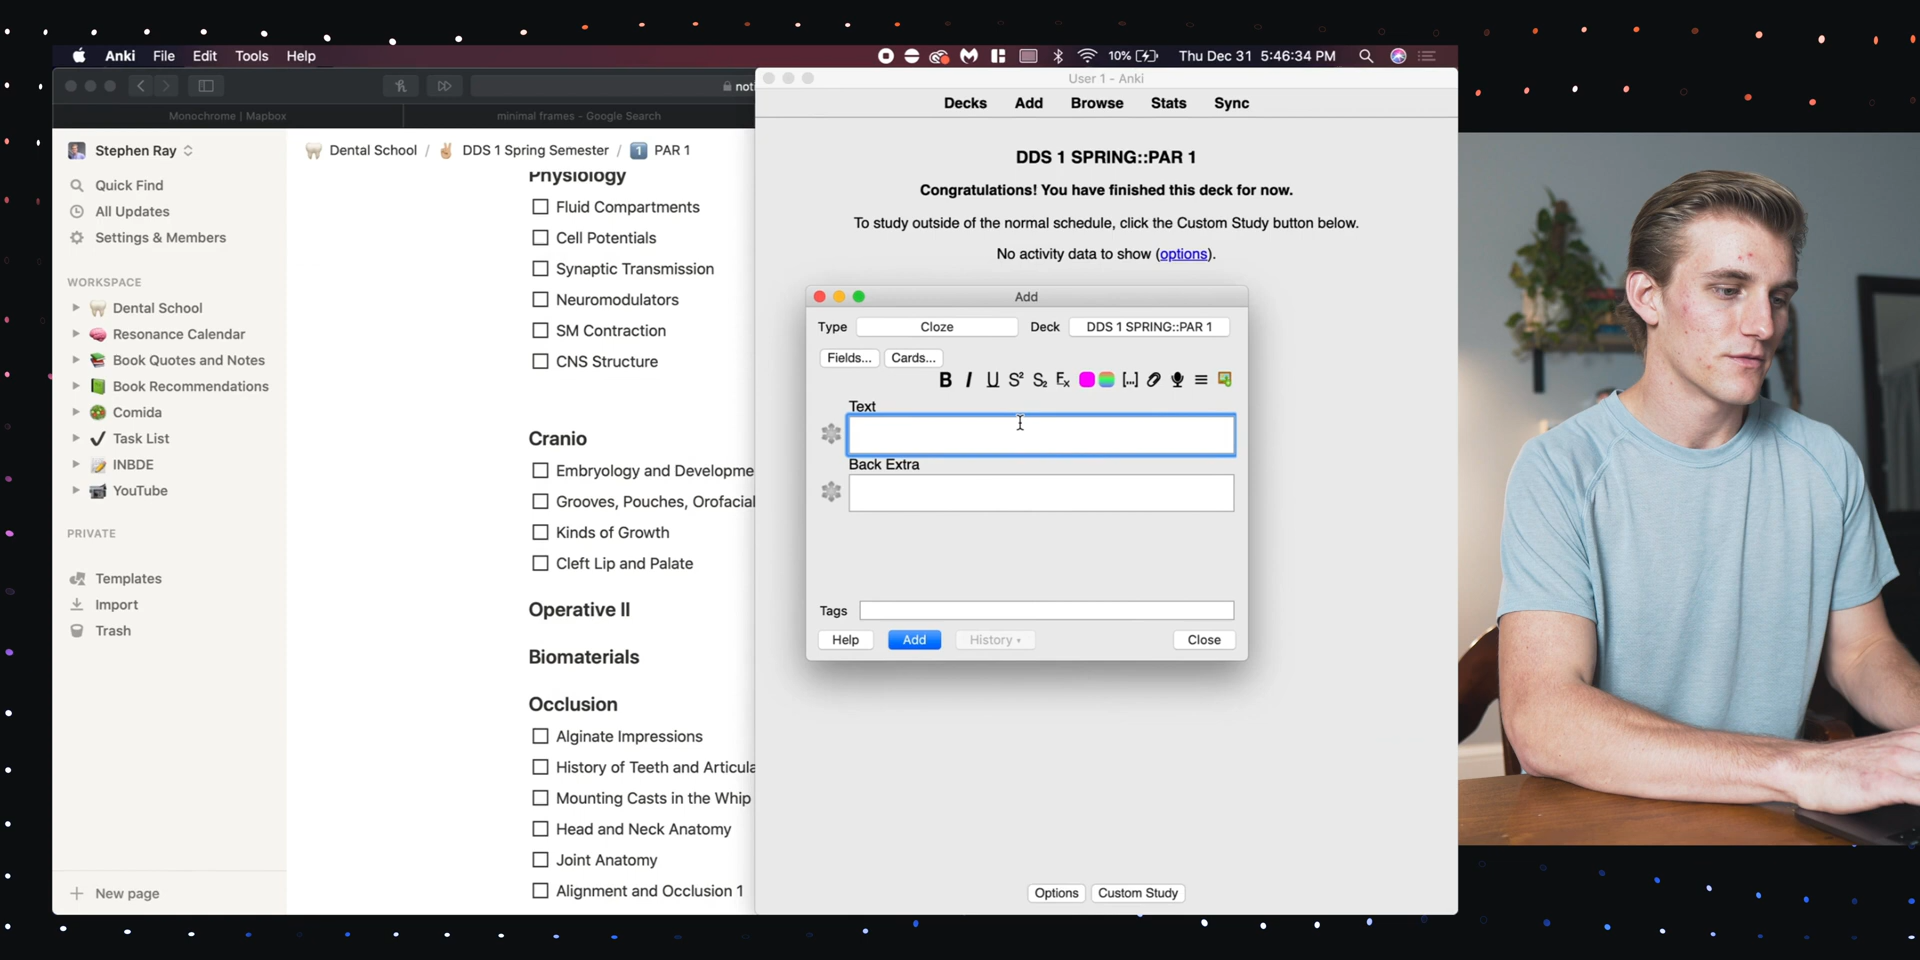 Anki File Edit Tools Help
10% Thu Dec 31 5:46:34 PM
not
Monochrome | Mapbox
minimal frames - Google Search
Stephen Ray
Quick Find
All Updates
Settings & Members
WORKSPACE
Dental School
Resonance Calendar
Book Quotes and Notes
Book Recommendations
Comida
Task List
INBDE
YouTube
PRIVATE
Templates
Import
Trash
New page
Dental School / DDS 1 Spring Semester / 1 PAR 1
Physiology
Fluid Compartments
Cell Potentials
Synaptic Transmission
Neuromodulators
SM Contraction
CNS Structure
Cranio
Embryology and Developme
Grooves, Pouches, Orofacial
Kinds of Growth
Cleft Lip and Palate
Operative II
Biomaterials
Occlusion
Alginate Impressions
History of Teeth and Articula
Mounting Casts in the Whip
Head and Neck Anatomy
Joint Anatomy
Alignment and Occlusion 1
User 1 - Anki
Decks Add Browse Stats Sync
DDS 1 SPRING::PAR 1
Congratulations! You have finished this deck for now.
To study outside of the normal schedule, click the Custom Study button below.
No activity data to show (options).
Add
Type Cloze Deck DDS 1 SPRING::PAR 1
Fields... Cards...
B I U S² S₂ Ex [...]
Text
Back Extra
Tags
Help Add History Close
Options Custom Study